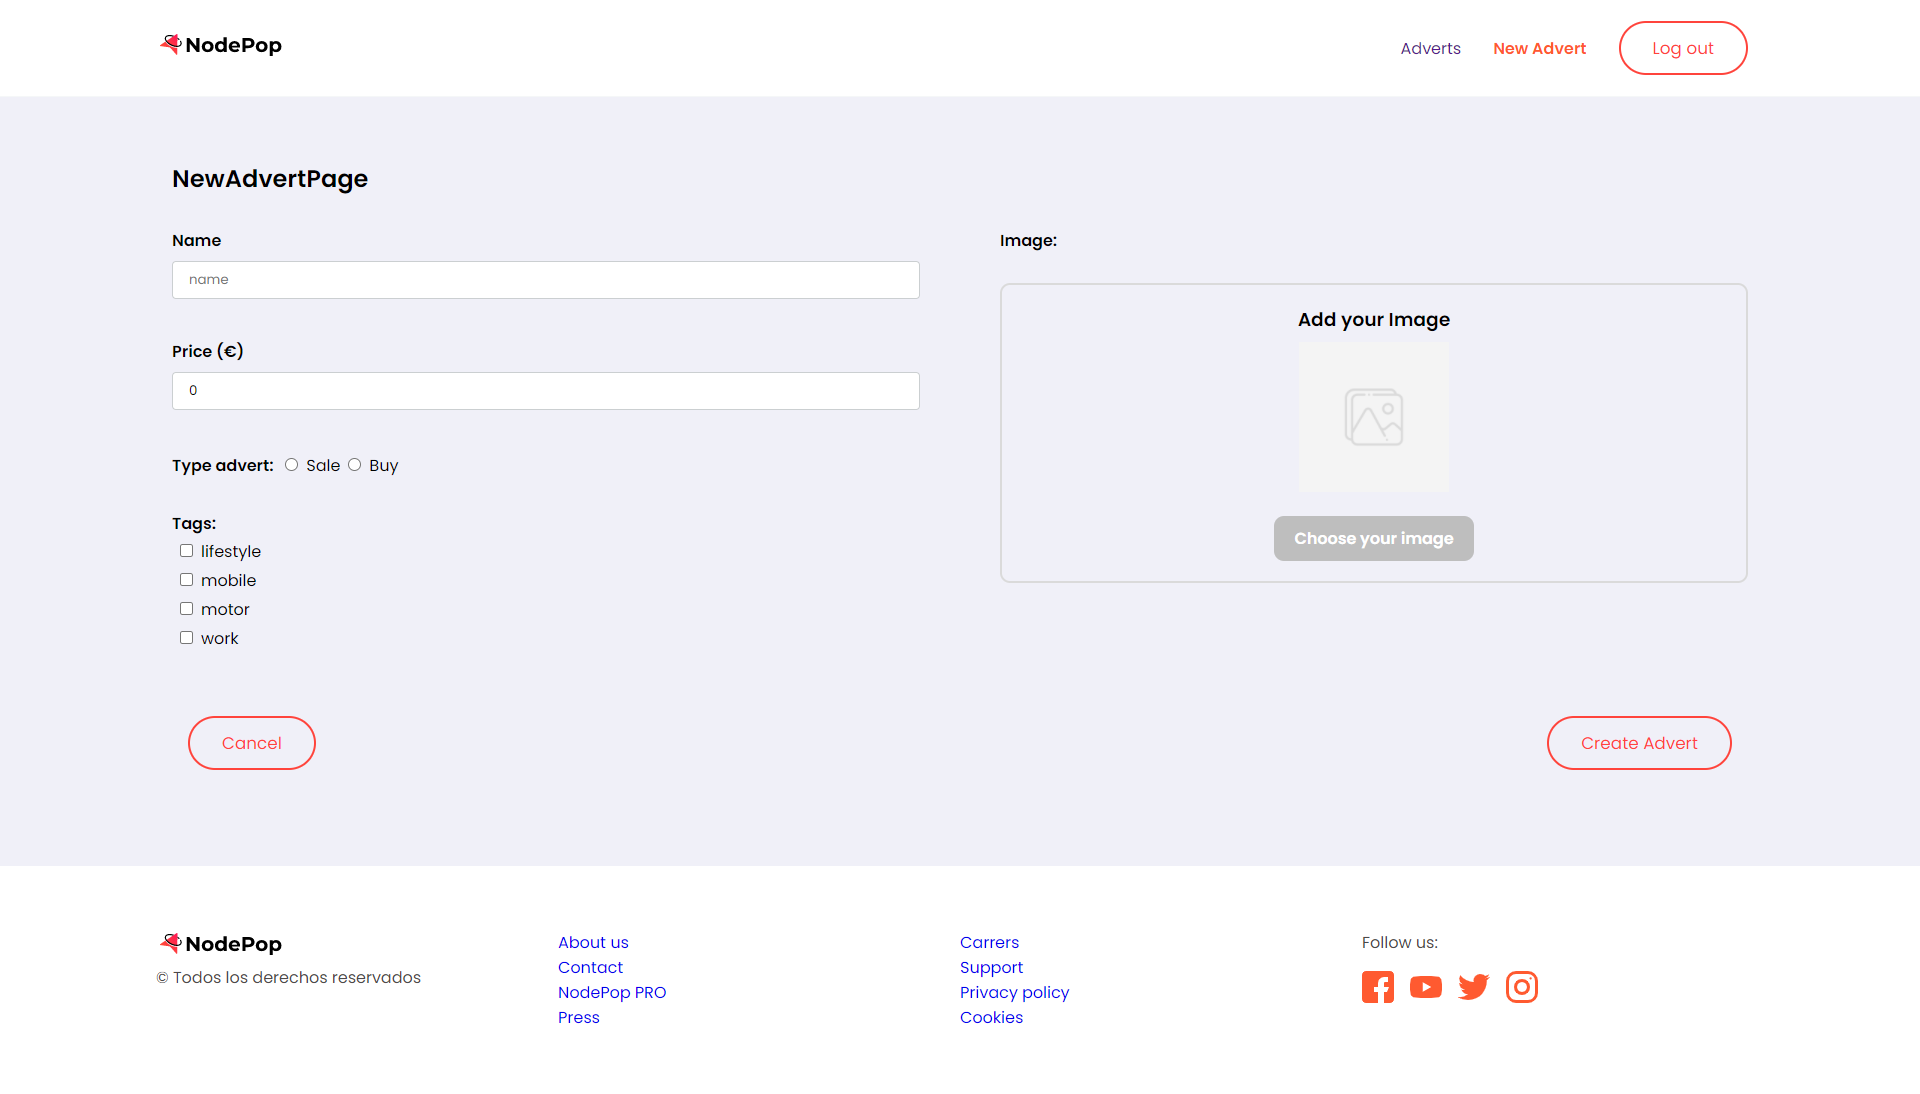 NodePop
Adverts
New Advert
Log out
NewAdvertPage
Name
name
Price (€)
0
Type advert: Sale Buy
Tags:
lifestyle
mobile
motor
work
Image:
Add your Image
Choose your image
Cancel
Create Advert
NodePop
© Todos los derechos reservados
About us
Contact
NodePop PRO
Press
Carrers
Support
Privacy policy
Cookies
Follow us: